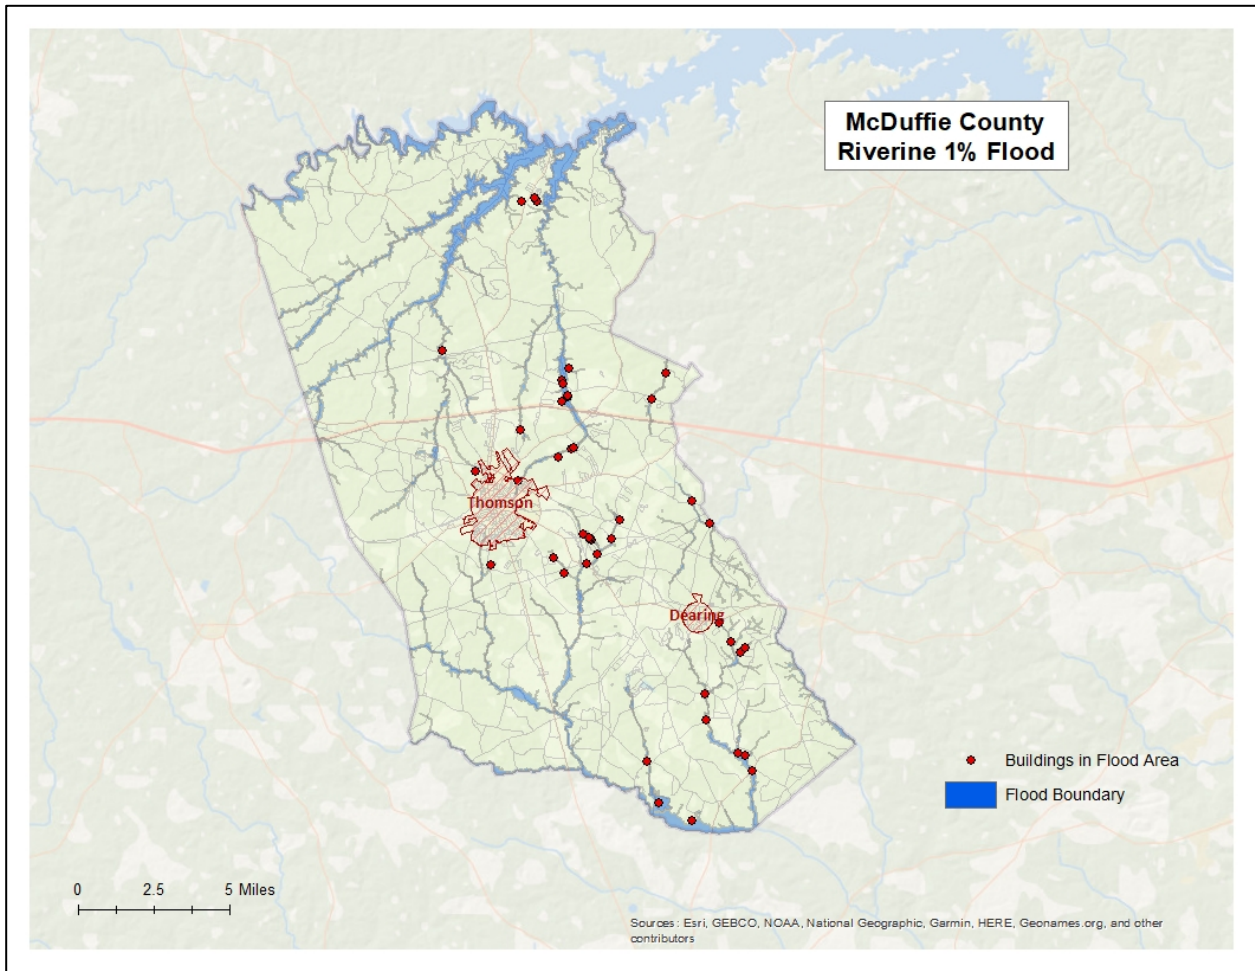 McDuffie County
Riverine 1% Flood
Thomson
Dearing
Buildings in Flood Area
Flood Boundary
0 2.5 5 Miles
Sources: Esri, GEBCO, NOAA, National Geographic, Garmin, HERE, Geonames.org, and other
contributors